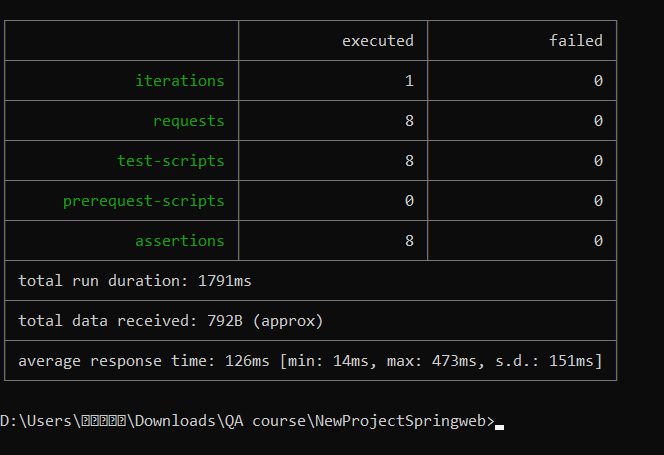 executed failed
iterations 1 0
requests 8 0
test-scripts 8 0
prerequest-scripts 0 0
assertions 8 0
total run duration: 1791ms
total data received: 792B (approx)
average response time: 126ms [min: 14ms, max: 473ms, s.d.: 151ms]
D:\Users\⍰⍰⍰⍰⍰\Downloads\QA course\NewProjectSpringweb>